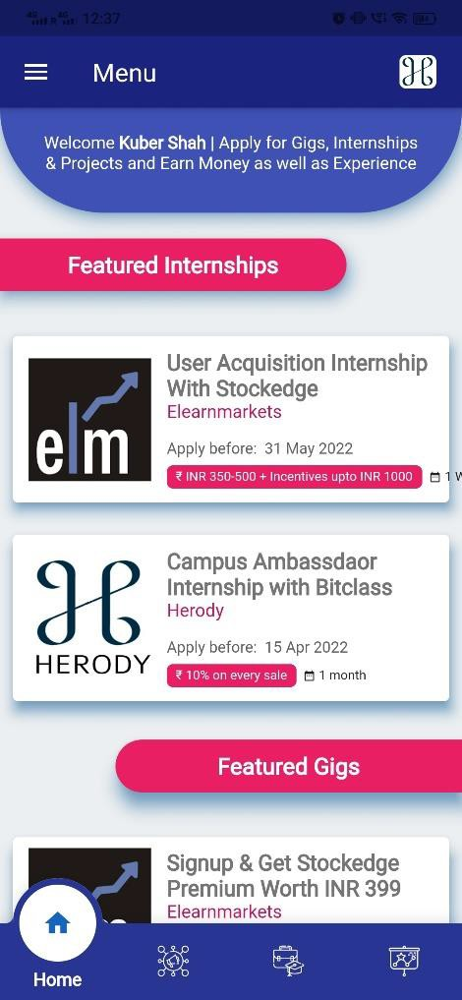 4G R 4G 12:37
Menu
Welcome Kuber Shah | Apply for Gigs, Internships
& Projects and Earn Money as well as Experience
Featured Internships
elm
User Acquisition Internship
With Stockedge
Elearnmarkets
Apply before: 31 May 2022
₹ INR 350-500 + Incentives upto INR 1000
1 W
HERODY
Campus Ambassdaor
Internship with Bitclass
Herody
Apply before: 15 Apr 2022
₹ 10% on every sale
1 month
Featured Gigs
Signup & Get Stockedge
Premium Worth INR 399
Elearnmarkets
Home